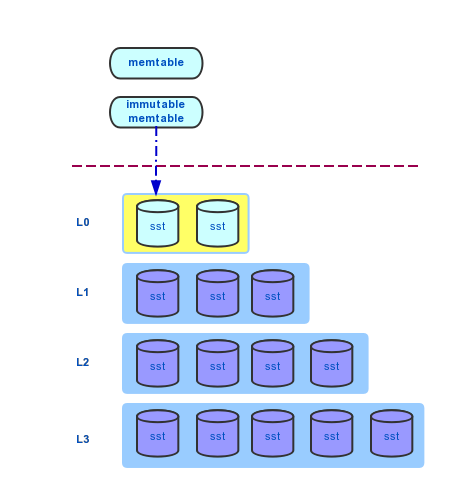 memtable
immutable
memtable
L0
sst sst
L1
sst sst sst
L2
sst sst sst sst
L3
sst sst sst sst sst